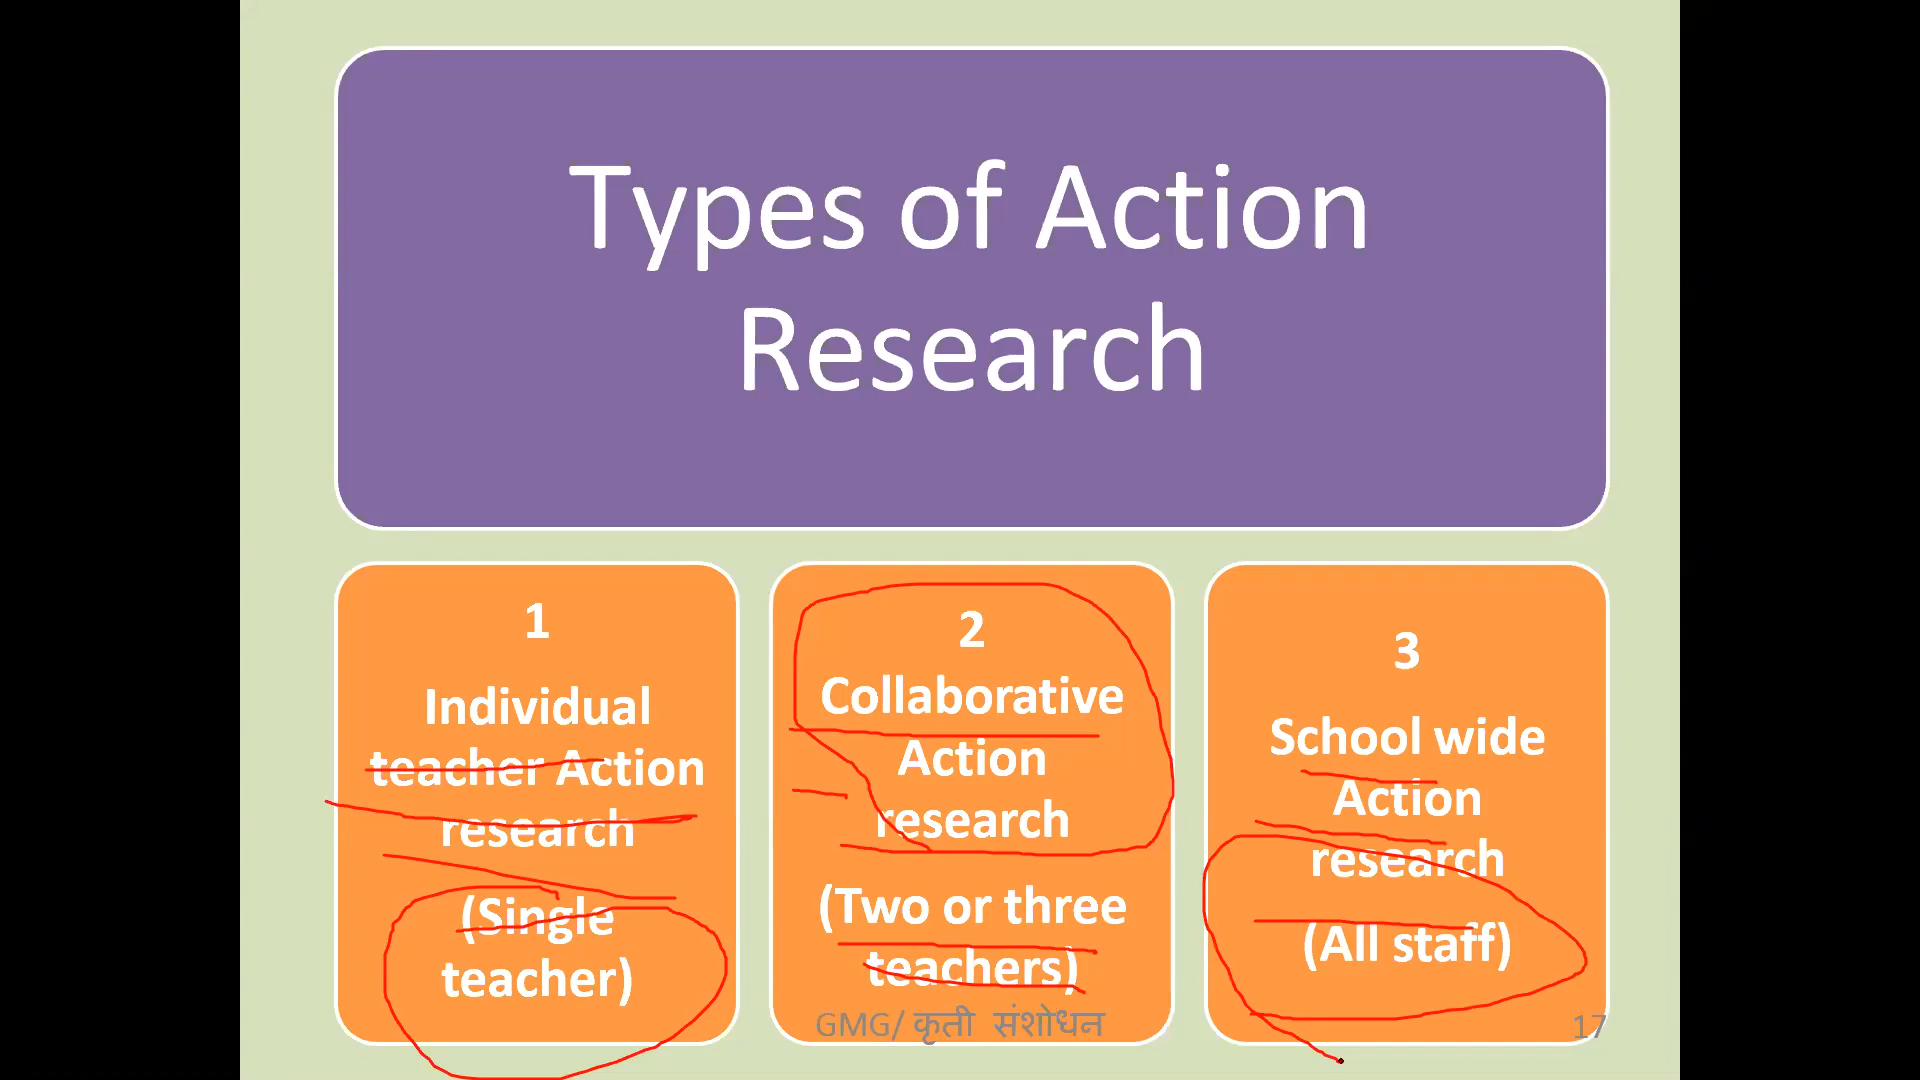 Types of Action
Research
1
Individual
teacher Action
research
(Single
teacher)
2
Collaborative
Action
research
(Two or three
teachers)
3
School wide
Action
research
(All staff)
GMG/ कृती संशोधन
17